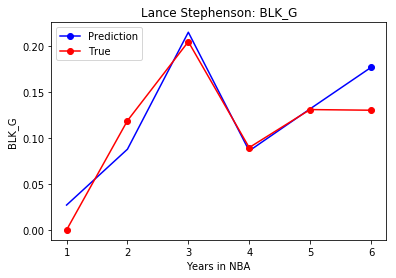 Lance Stephenson: BLK_G
Prediction
True
0.20
0.15
0.10
0.05
0.00
BLK_G
1 2 3 4 5 6
Years in NBA